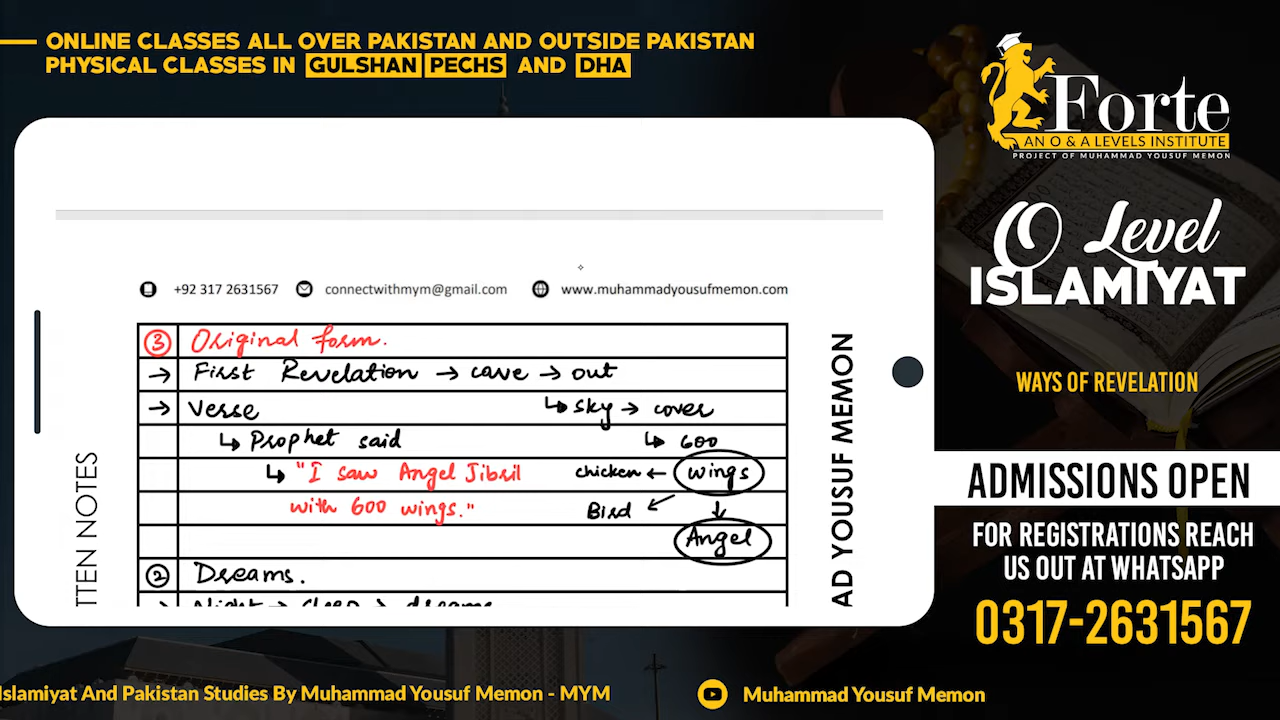 ONLINE CLASSES ALL OVER PAKISTAN AND OUTSIDE PAKISTAN
PHYSICAL CLASSES IN GULSHAN PECHS AND DHA
Forte
AN O & A LEVELS INSTITUTE
PROJECT OF MUHAMMAD YOUSUF MEMON
O Level
ISLAMIYAT
WAYS OF REVELATION
ADMISSIONS OPEN
FOR REGISTRATIONS REACH
US OUT AT WHATSAPP
0317-2631567
+92 317 2631567 connectwithmym@gmail.com www.muhammadyousufmemon.com
③ Original form.
→ First Revelation → cave → out
→ Verse ↳ sky → cover
↳ Prophet said ↳ 600
↳ "I saw Angel Jibril chicken ← wings
with 600 wings." Bird ↙ ↓
Angel
② Dreams.
→ Night → sleep → dreams
TTEN NOTES
AD YOUSUF MEMON
Islamiyat And Pakistan Studies By Muhammad Yousuf Memon - MYM
Muhammad Yousuf Memon